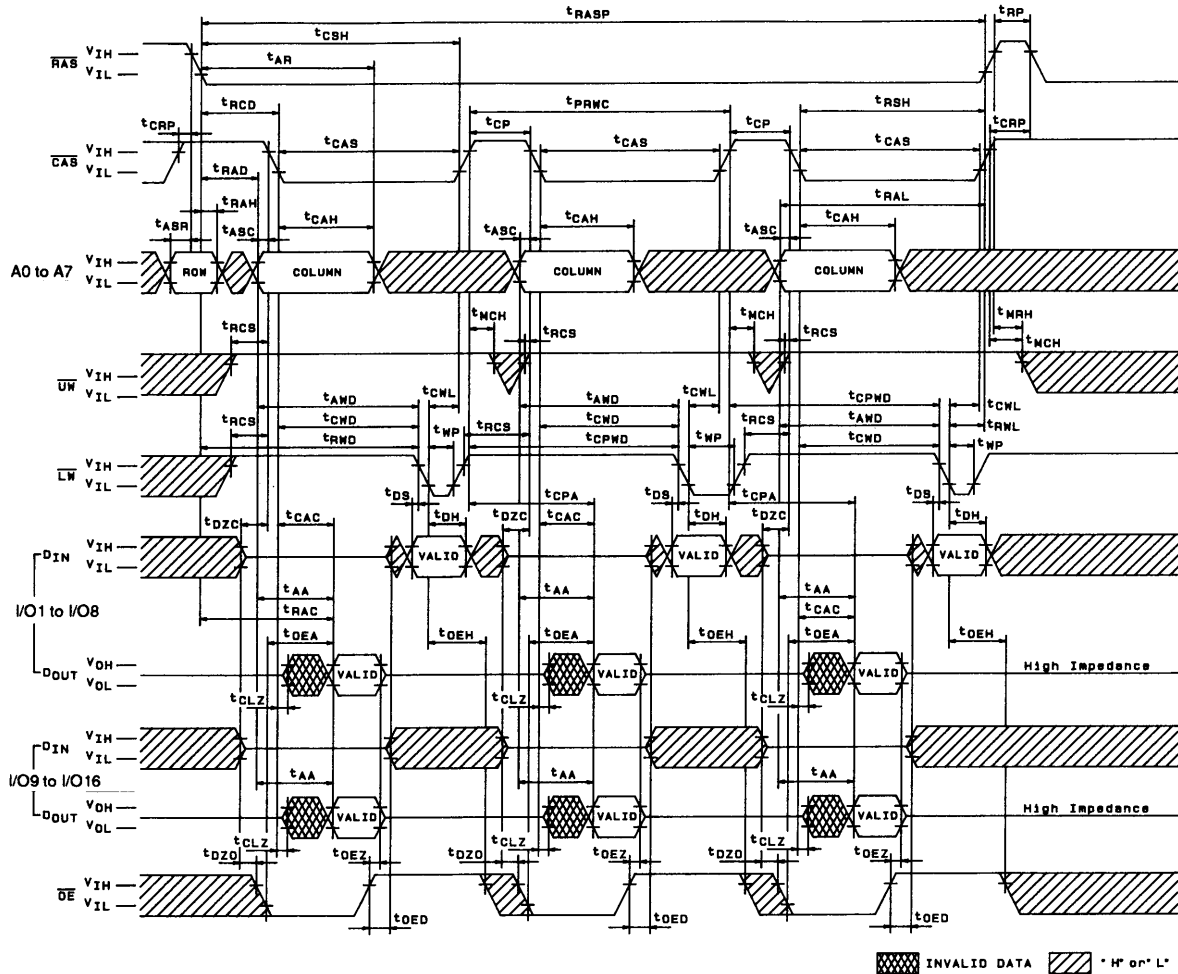 tRASP
tRP
tCSH
RAS VIH
VIL
tAR
tRCD
tPRWC
tRSH
tCRP
tCP
tCP
tCRP
CAS VIH
VIL
tCAS
tCAS
tCAS
tRAD
tRAL
tRAH
tASR
tASC
tCAH
tASC
tCAH
tASC
tCAH
A0 to A7 VIH
VIL
ROW
COLUMN
COLUMN
COLUMN
tRCS
tMCH
tRCS
tMCH
tRCS
tMRH
tMCH
UW VIH
VIL
tAWD
tCWL
tAWD
tCWL
tCPWD
tCWL
tRCS
tCWD
tRCS
tCWD
tRCS
tAWD
tRWL
tRWD
tWP
tCPWD
tWP
tCWD
tWP
LW VIH
VIL
tDS
tCPA
tDS
tCPA
tDS
tDZC
tCAC
tDH
tDZC
tCAC
tDH
tDZC
tDH
I/O1 to I/O8
DIN VIH
VIL
VALID
VALID
VALID
tAA
tAA
tAA
tRAC
tCAC
tOEA
tOEH
tOEA
tOEH
tOEA
tOEH
DOUT VOH
VOL
VALID
VALID
VALID
High Impedance
tCLZ
tCLZ
tCLZ
I/O9 to I/O16
DIN VIH
VIL
tAA
tAA
tAA
DOUT VOH
VOL
VALID
VALID
VALID
High Impedance
tCLZ
tCLZ
tCLZ
tDZO
tOEZ
tDZO
tOEZ
tDZO
tOEZ
OE VIH
VIL
tOED
tOED
tOED
INVALID DATA
"H" or "L"